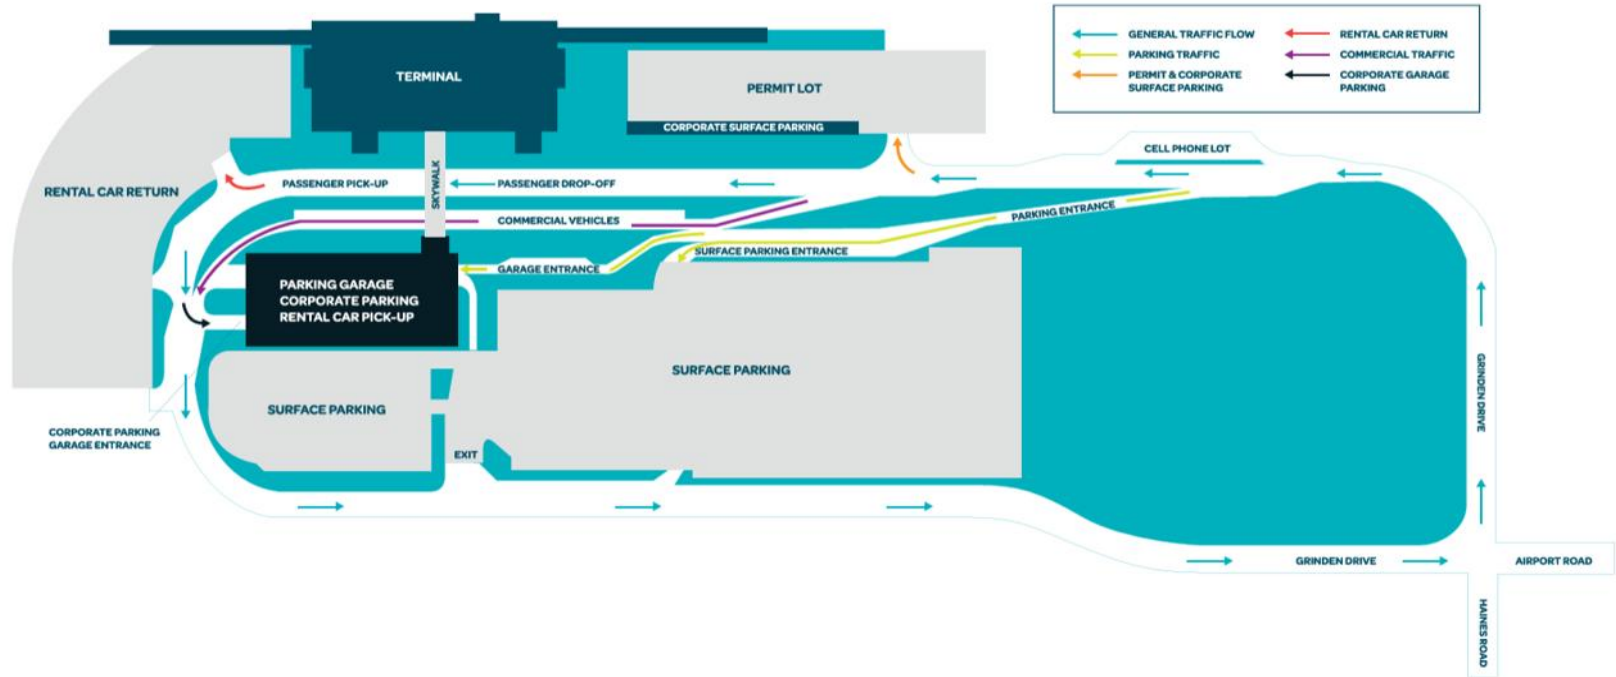 GENERAL TRAFFIC FLOW
RENTAL CAR RETURN
PARKING TRAFFIC
COMMERCIAL TRAFFIC
PERMIT & CORPORATE
SURFACE PARKING
CORPORATE GARAGE
PARKING
TERMINAL
PERMIT LOT
CORPORATE SURFACE PARKING
CELL PHONE LOT
RENTAL CAR RETURN
PASSENGER PICK-UP
SKYWALK
PASSENGER DROP-OFF
PARKING ENTRANCE
COMMERCIAL VEHICLES
SURFACE PARKING ENTRANCE
GARAGE ENTRANCE
PARKING GARAGE
CORPORATE PARKING
RENTAL CAR PICK-UP
SURFACE PARKING
GRINDEN DRIVE
SURFACE PARKING
CORPORATE PARKING
GARAGE ENTRANCE
EXIT
GRINDEN DRIVE
AIRPORT ROAD
HAINES ROAD